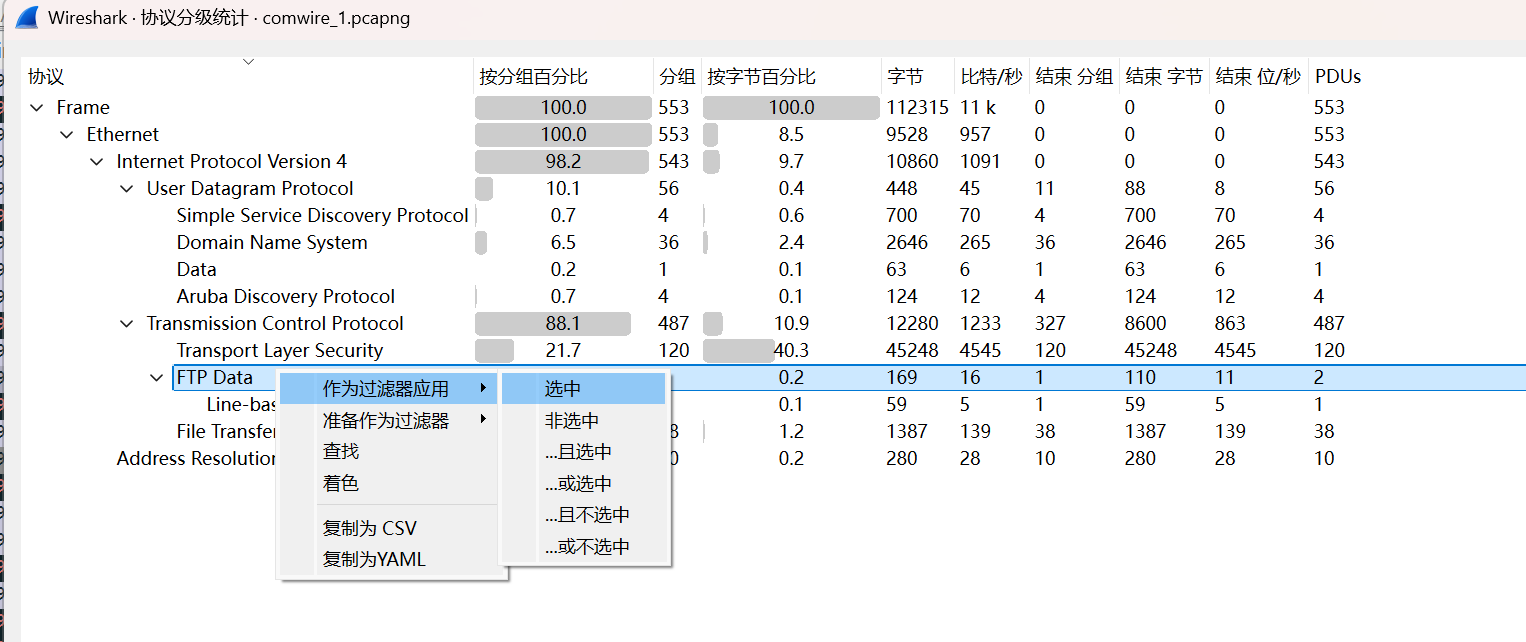 Wireshark · 协议分级统计 · comwire_1.pcapng
协议 按分组百分比 分组 按字节百分比 字节 比特/秒 结束 分组 结束 字节 结束 位/秒 PDUs
Frame 100.0 553 100.0 112315 11 k 0 0 0 553
Ethernet 100.0 553 8.5 9528 957 0 0 0 553
Internet Protocol Version 4 98.2 543 9.7 10860 1091 0 0 0 543
User Datagram Protocol 10.1 56 0.4 448 45 11 88 8 56
Simple Service Discovery Protocol 0.7 4 0.6 700 70 4 700 70 4
Domain Name System 6.5 36 2.4 2646 265 36 2646 265 36
Data 0.2 1 0.1 63 6 1 63 6 1
Aruba Discovery Protocol 0.7 4 0.1 124 12 4 124 12 4
Transmission Control Protocol 88.1 487 10.9 12280 1233 327 8600 863 487
Transport Layer Security 21.7 120 40.3 45248 4545 120 45248 4545 120
FTP Data 0.2 169 16 1 110 11 2
Line-bas 0.1 59 5 1 59 5 1
File Transfer 8 1.2 1387 139 38 1387 139 38
Address Resolution 0 0.2 280 28 10 280 28 10
作为过滤器应用
准备作为过滤器
查找
着色
复制为 CSV
复制为YAML
选中
非选中
...且选中
...或选中
...且不选中
...或不选中